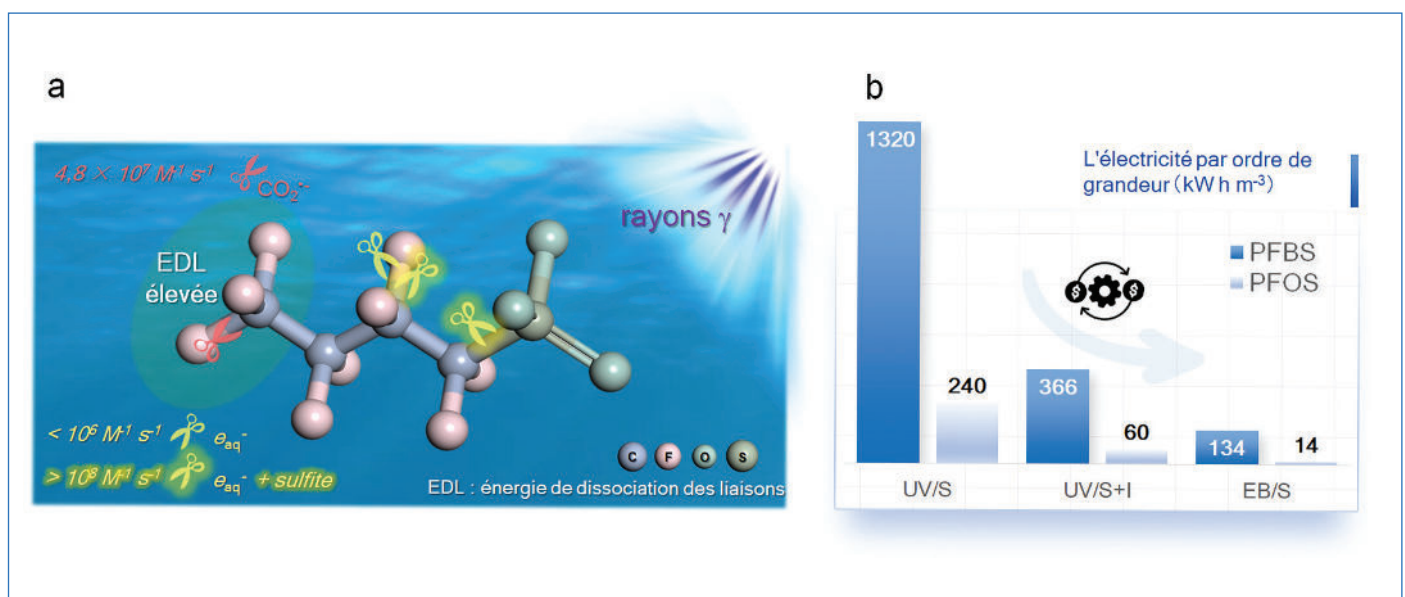 a
4,8 × 10⁷ M⁻¹ s⁻¹ CO₂•⁻
rayons γ
EDL
élevée
< 10⁶ M⁻¹ s⁻¹ eaq⁻
> 10⁸ M⁻¹ s⁻¹ eaq⁻ + sulfite
C F O S
EDL : énergie de dissociation des liaisons
b
L'électricité par ordre de
grandeur (kW h m⁻³)
PFBS
PFOS
1320
240
366
60
134
14
UV/S UV/S+I EB/S